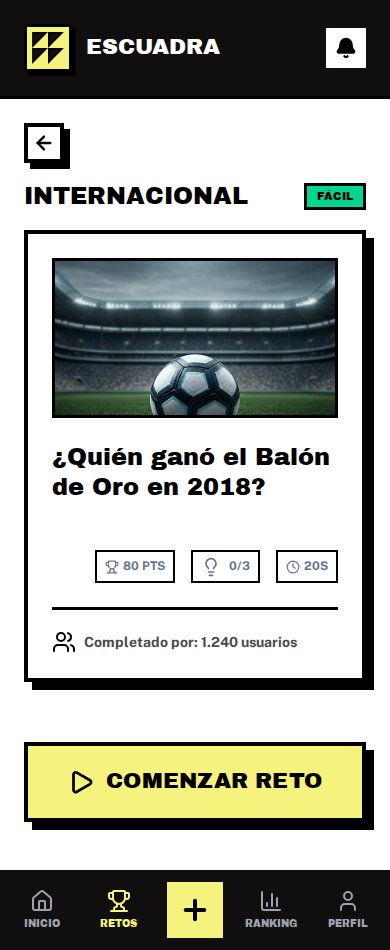 ESCUADRA
INTERNACIONAL
FÁCIL
¿Quién ganó el Balón
de Oro en 2018?
80 PTS
0/3
20S
Completado por: 1.240 usuarios
COMENZAR RETO
INICIO
RETOS
RANKING
PERFIL